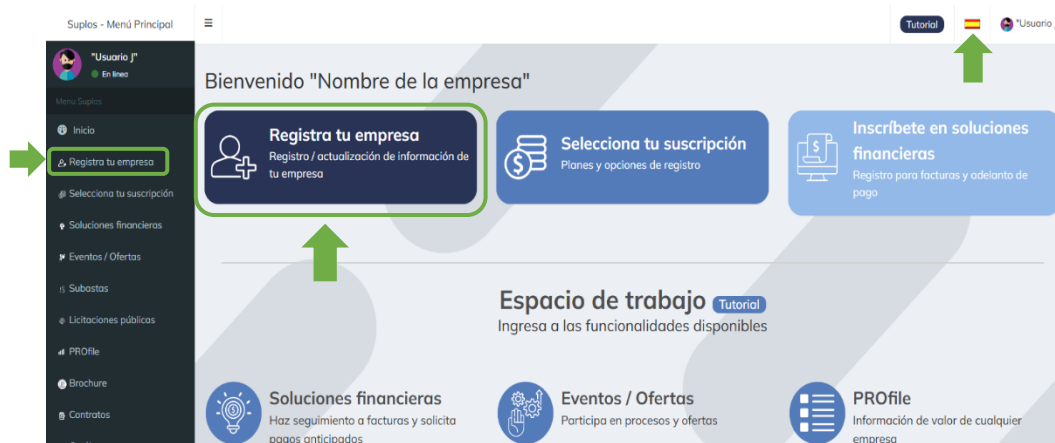 Suplos - Menú Principal
Tutorial
"Usuario J
"Usuario J"
En línea
Menu Suplos
Inicio
Registra tu empresa
Selecciona tu suscripción
Soluciones financieras
Eventos / Ofertas
Subastas
Licitaciones públicas
PROfile
Brochure
Contratos
Bienvenido "Nombre de la empresa"
Registra tu empresa
Registro / actualización de información de
tu empresa
Selecciona tu suscripción
Planes y opciones de registro
Inscríbete en soluciones
financieras
Registro para facturas y adelanto de
pago
Espacio de trabajo Tutorial
Ingresa a las funcionalidades disponibles
Soluciones financieras
Haz seguimiento a facturas y solicita
pagos anticipados
Eventos / Ofertas
Participa en procesos y ofertas
PROfile
Información de valor de cualquier
empresa